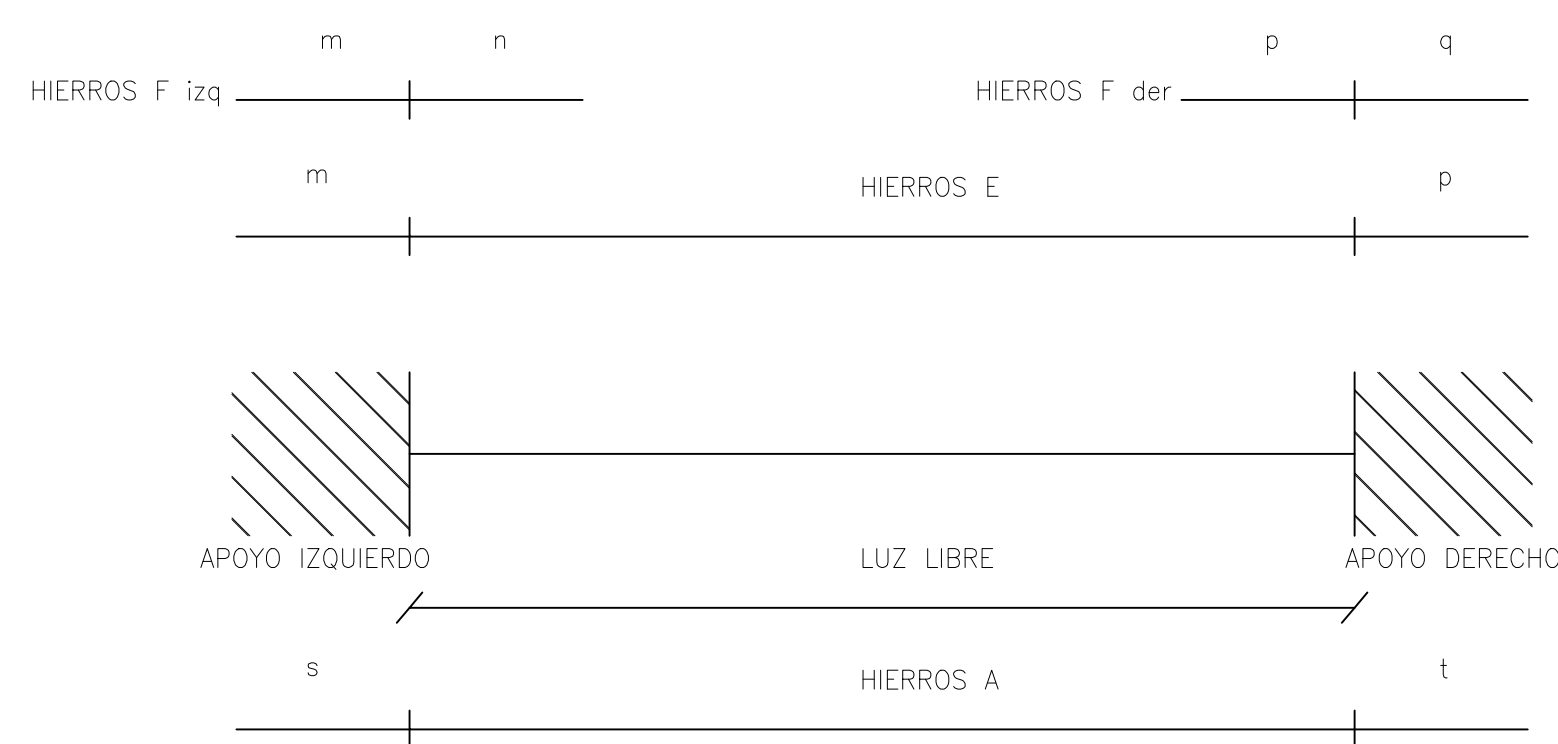 m n p q
HIERROS F izq HIERROS F der
m HIERROS E p
APOYO IZQUIERDO LUZ LIBRE APOYO DERECHO
s HIERROS A t